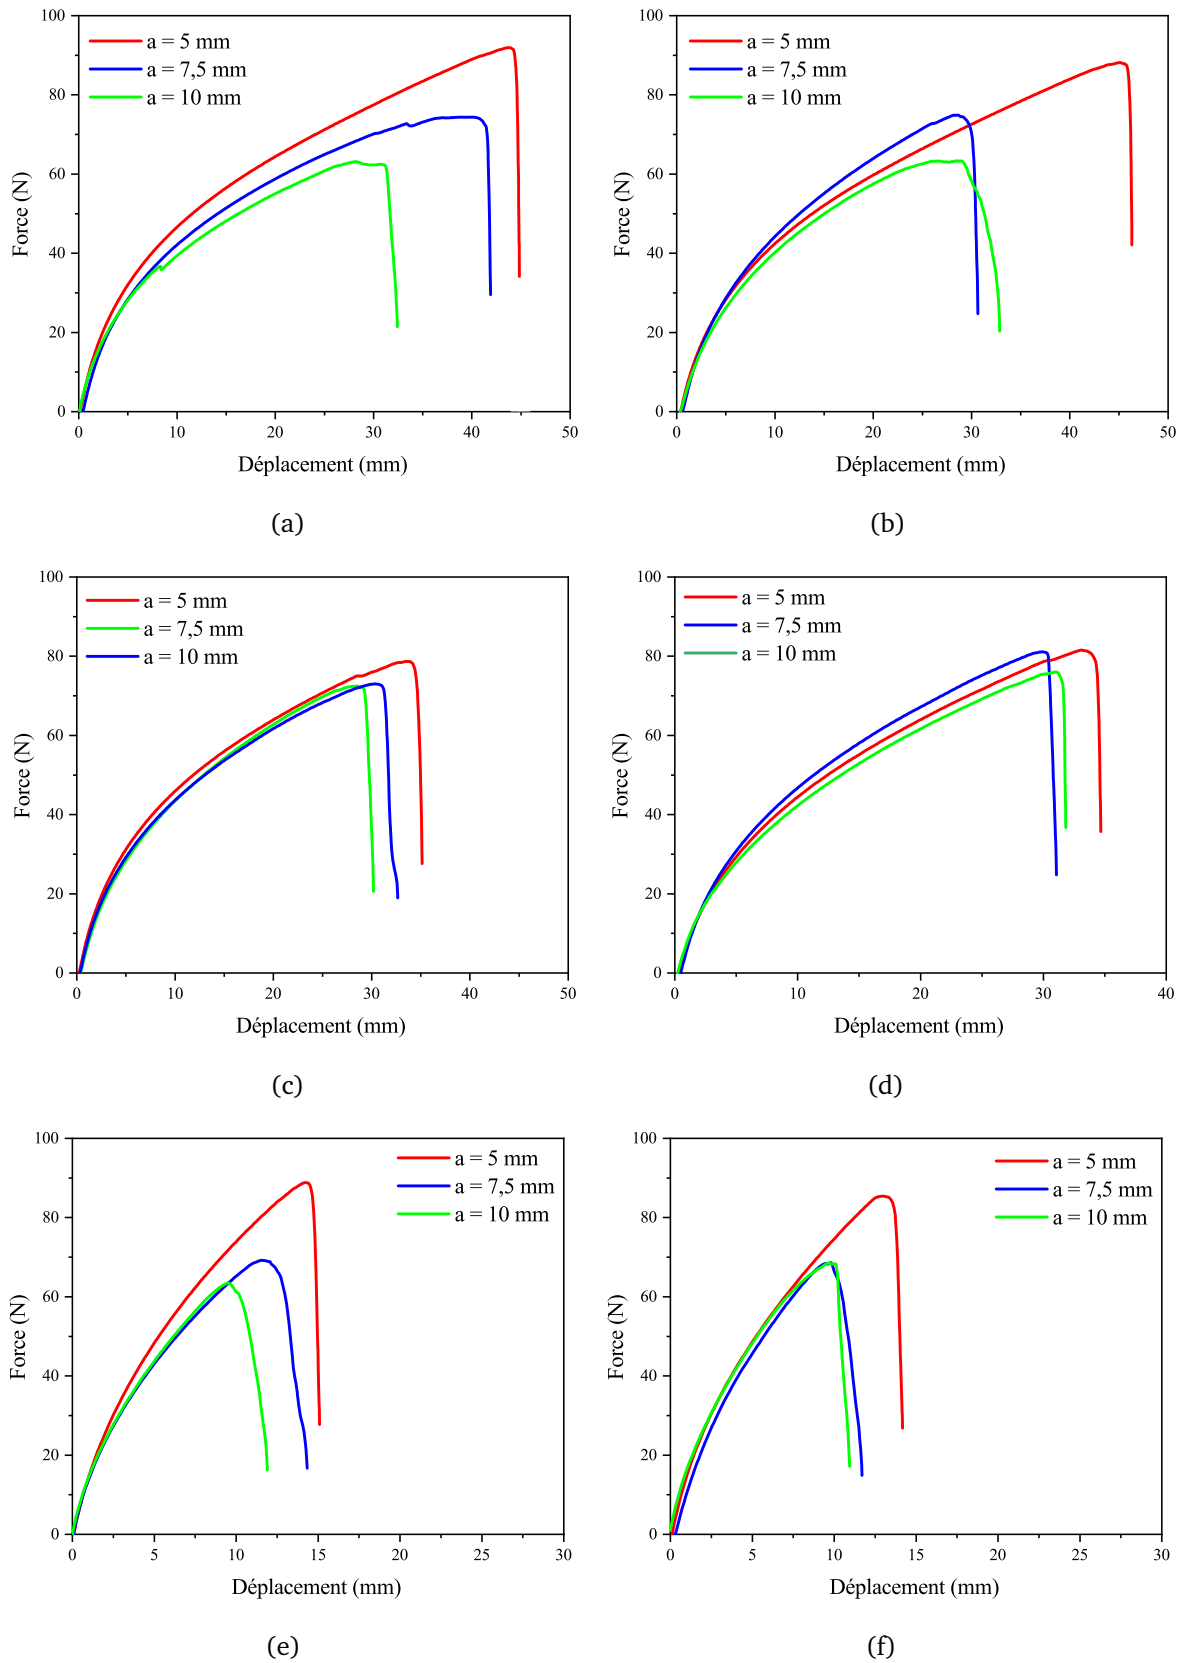 100
80
60
40
20
0
Force (N)
a = 5 mm
a = 7,5 mm
a = 10 mm
0 10 20 30 40 50
Déplacement (mm)
(a)
100
80
60
40
20
0
Force (N)
a = 5 mm
a = 7,5 mm
a = 10 mm
0 10 20 30 40 50
Déplacement (mm)
(b)
100
80
60
40
20
0
Force (N)
a = 5 mm
a = 7,5 mm
a = 10 mm
0 10 20 30 40 50
Déplacement (mm)
(c)
100
80
60
40
20
0
Force (N)
a = 5 mm
a = 7,5 mm
a = 10 mm
0 10 20 30 40
Déplacement (mm)
(d)
100
80
60
40
20
0
Force (N)
a = 5 mm
a = 7,5 mm
a = 10 mm
0 5 10 15 20 25 30
Déplacement (mm)
(e)
100
80
60
40
20
0
Force (N)
a = 5 mm
a = 7,5 mm
a = 10 mm
0 5 10 15 20 25 30
Déplacement (mm)
(f)